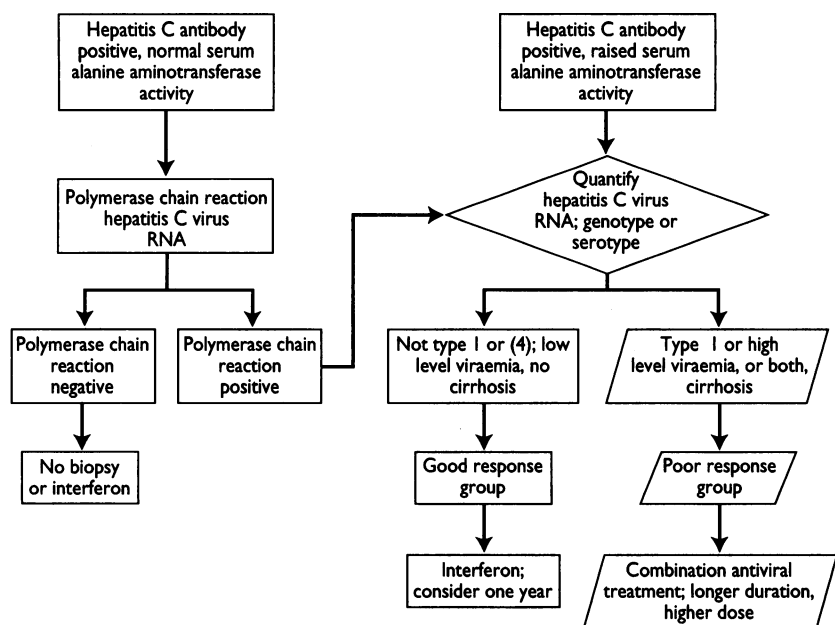 Hepatitis C antibody
positive, normal serum
alanine aminotransferase
activity
Hepatitis C antibody
positive, raised serum
alanine aminotransferase
activity
Polymerase chain reaction
hepatitis C virus
RNA
Quantify
hepatitis C virus
RNA; genotype or
serotype
Polymerase chain
reaction
negative
Polymerase chain
reaction
positive
Not type 1 or (4); low
level viraemia, no
cirrhosis
Type 1 or high
level viraemia, or both,
cirrhosis
No biopsy
or interferon
Good response
group
Poor response
group
Interferon;
consider one year
Combination antiviral
treatment; longer duration,
higher dose